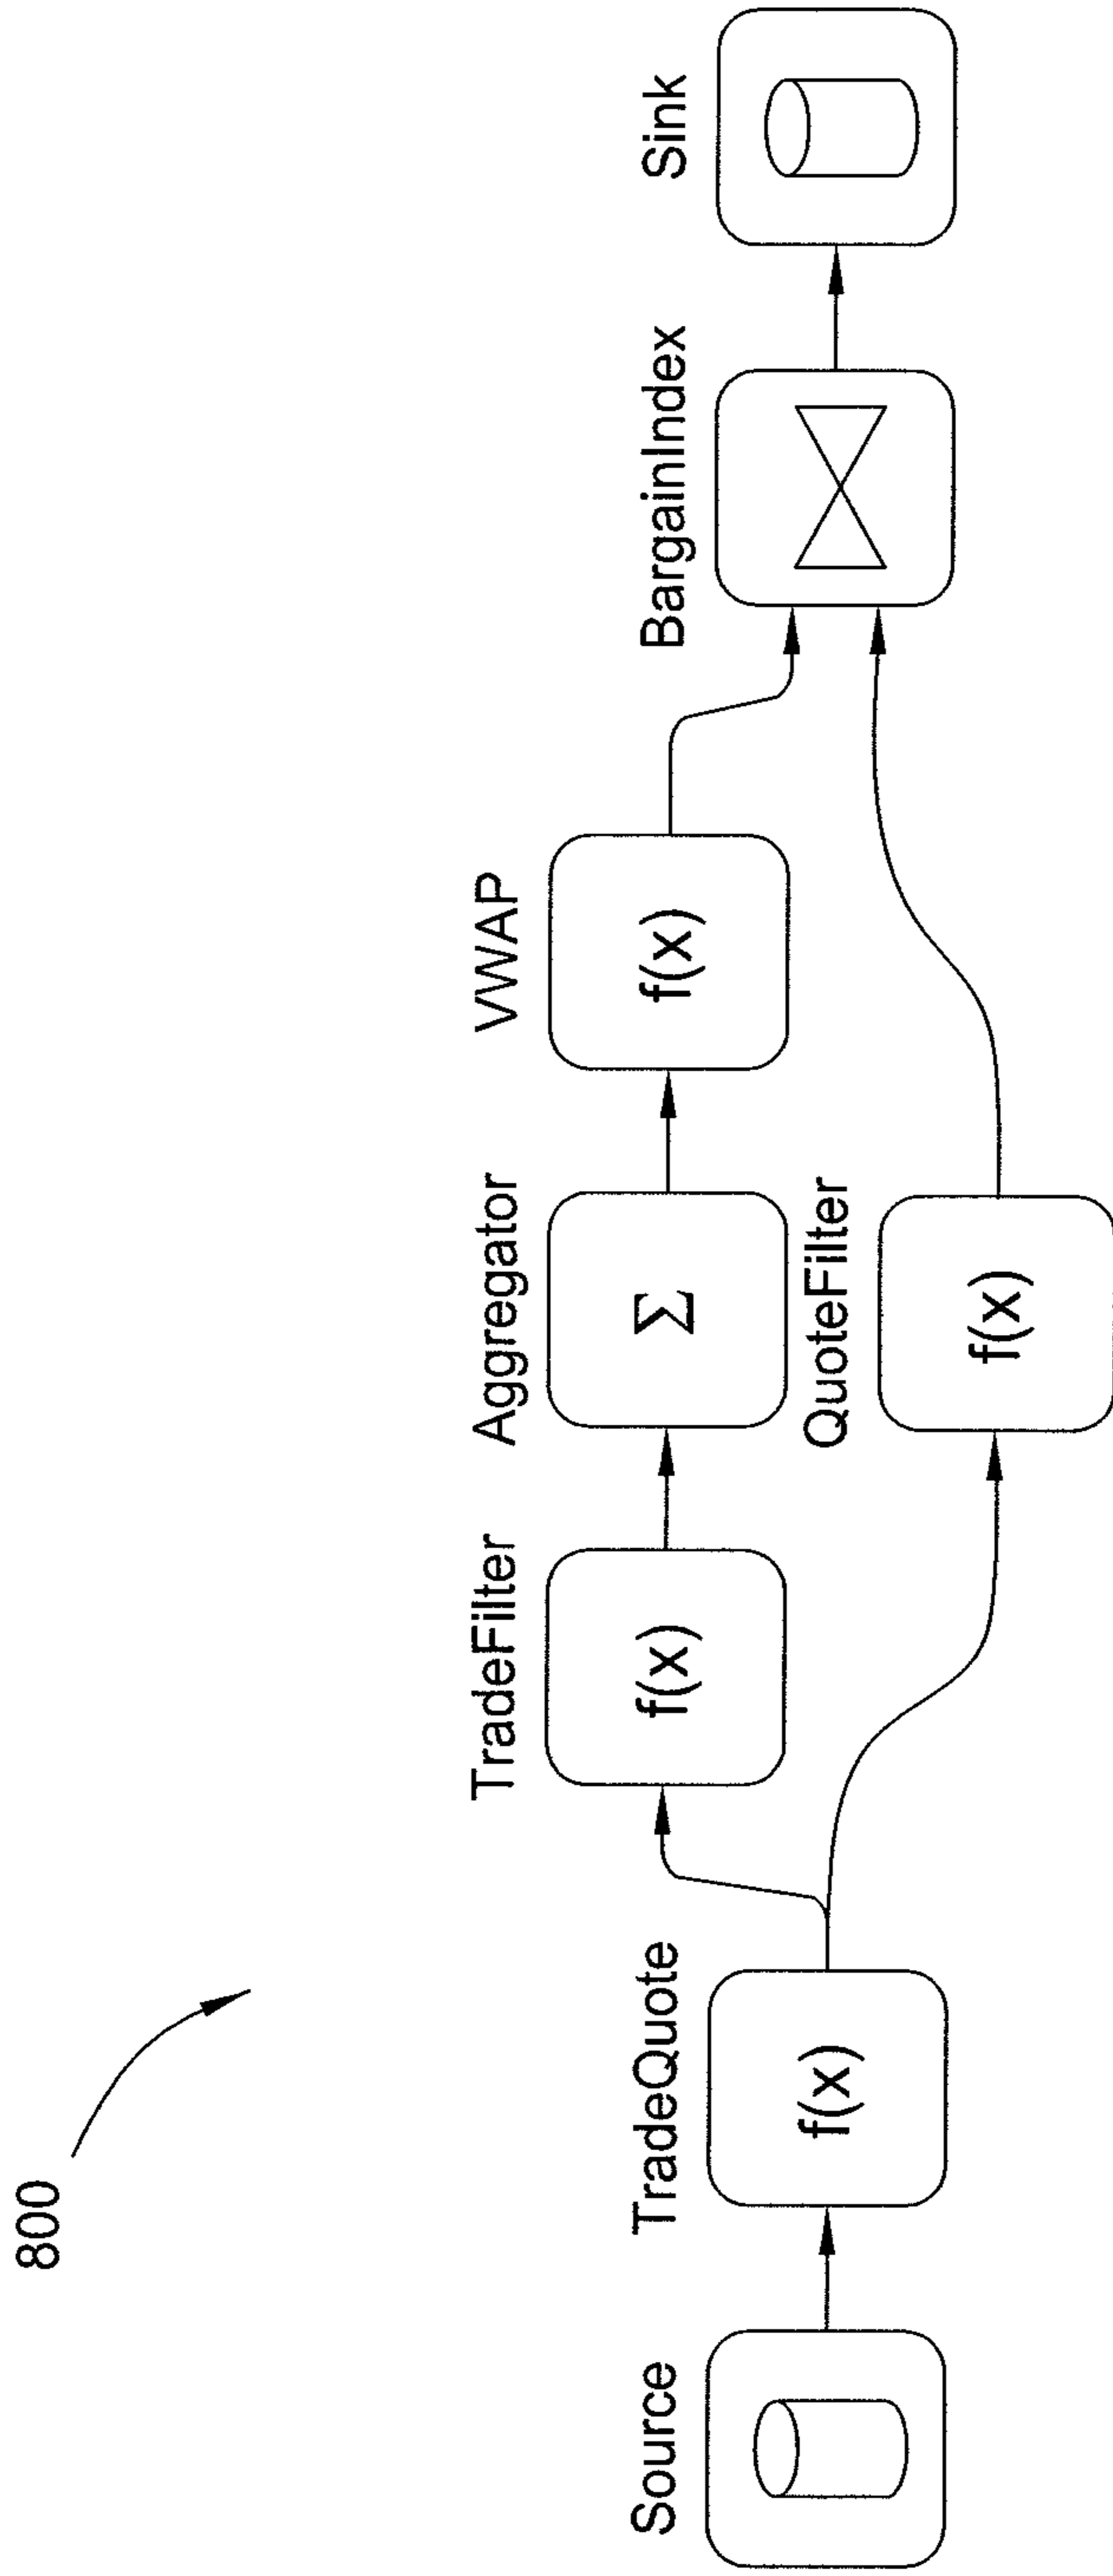 800
Source
TradeQuote
f(x)
TradeFilter
f(x)
Aggregator
Σ
VWAP
f(x)
QuoteFilter
f(x)
BargainIndex
Sink